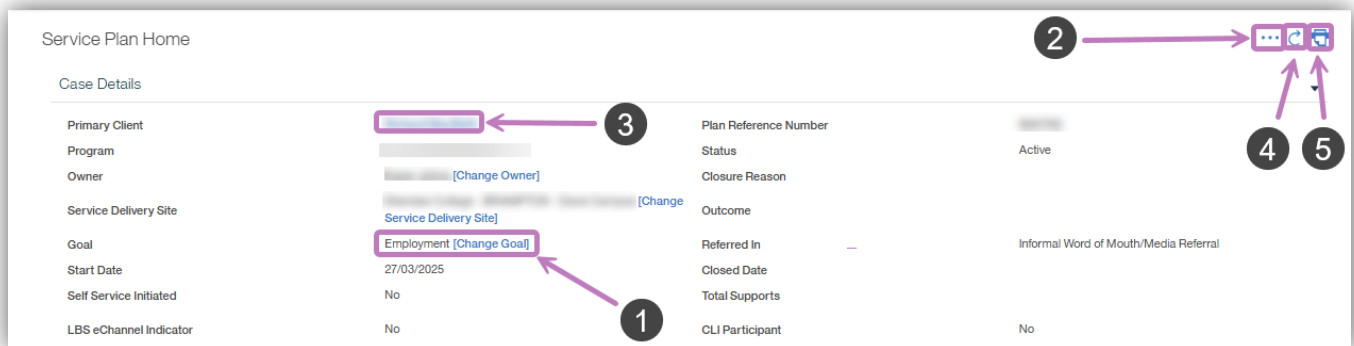 Service Plan Home
2
Case Details
Primary Client
3
Plan Reference Number
Program
Status
Active
4
5
Owner
[Change Owner]
Closure Reason
Service Delivery Site
[Change
Service Delivery Site]
Outcome
Goal
Employment [Change Goal]
Referred In
Informal Word of Mouth/Media Referral
Start Date
27/03/2025
Closed Date
Self Service Initiated
No
Total Supports
1
LBS eChannel Indicator
No
CLI Participant
No